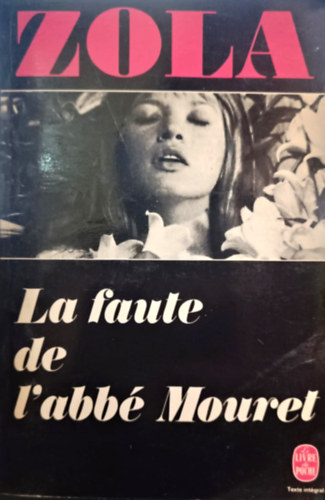 ZOLA
La faute
de
l'abbé Mouret
LE LIVRE
DE POCHE
Texte intégral